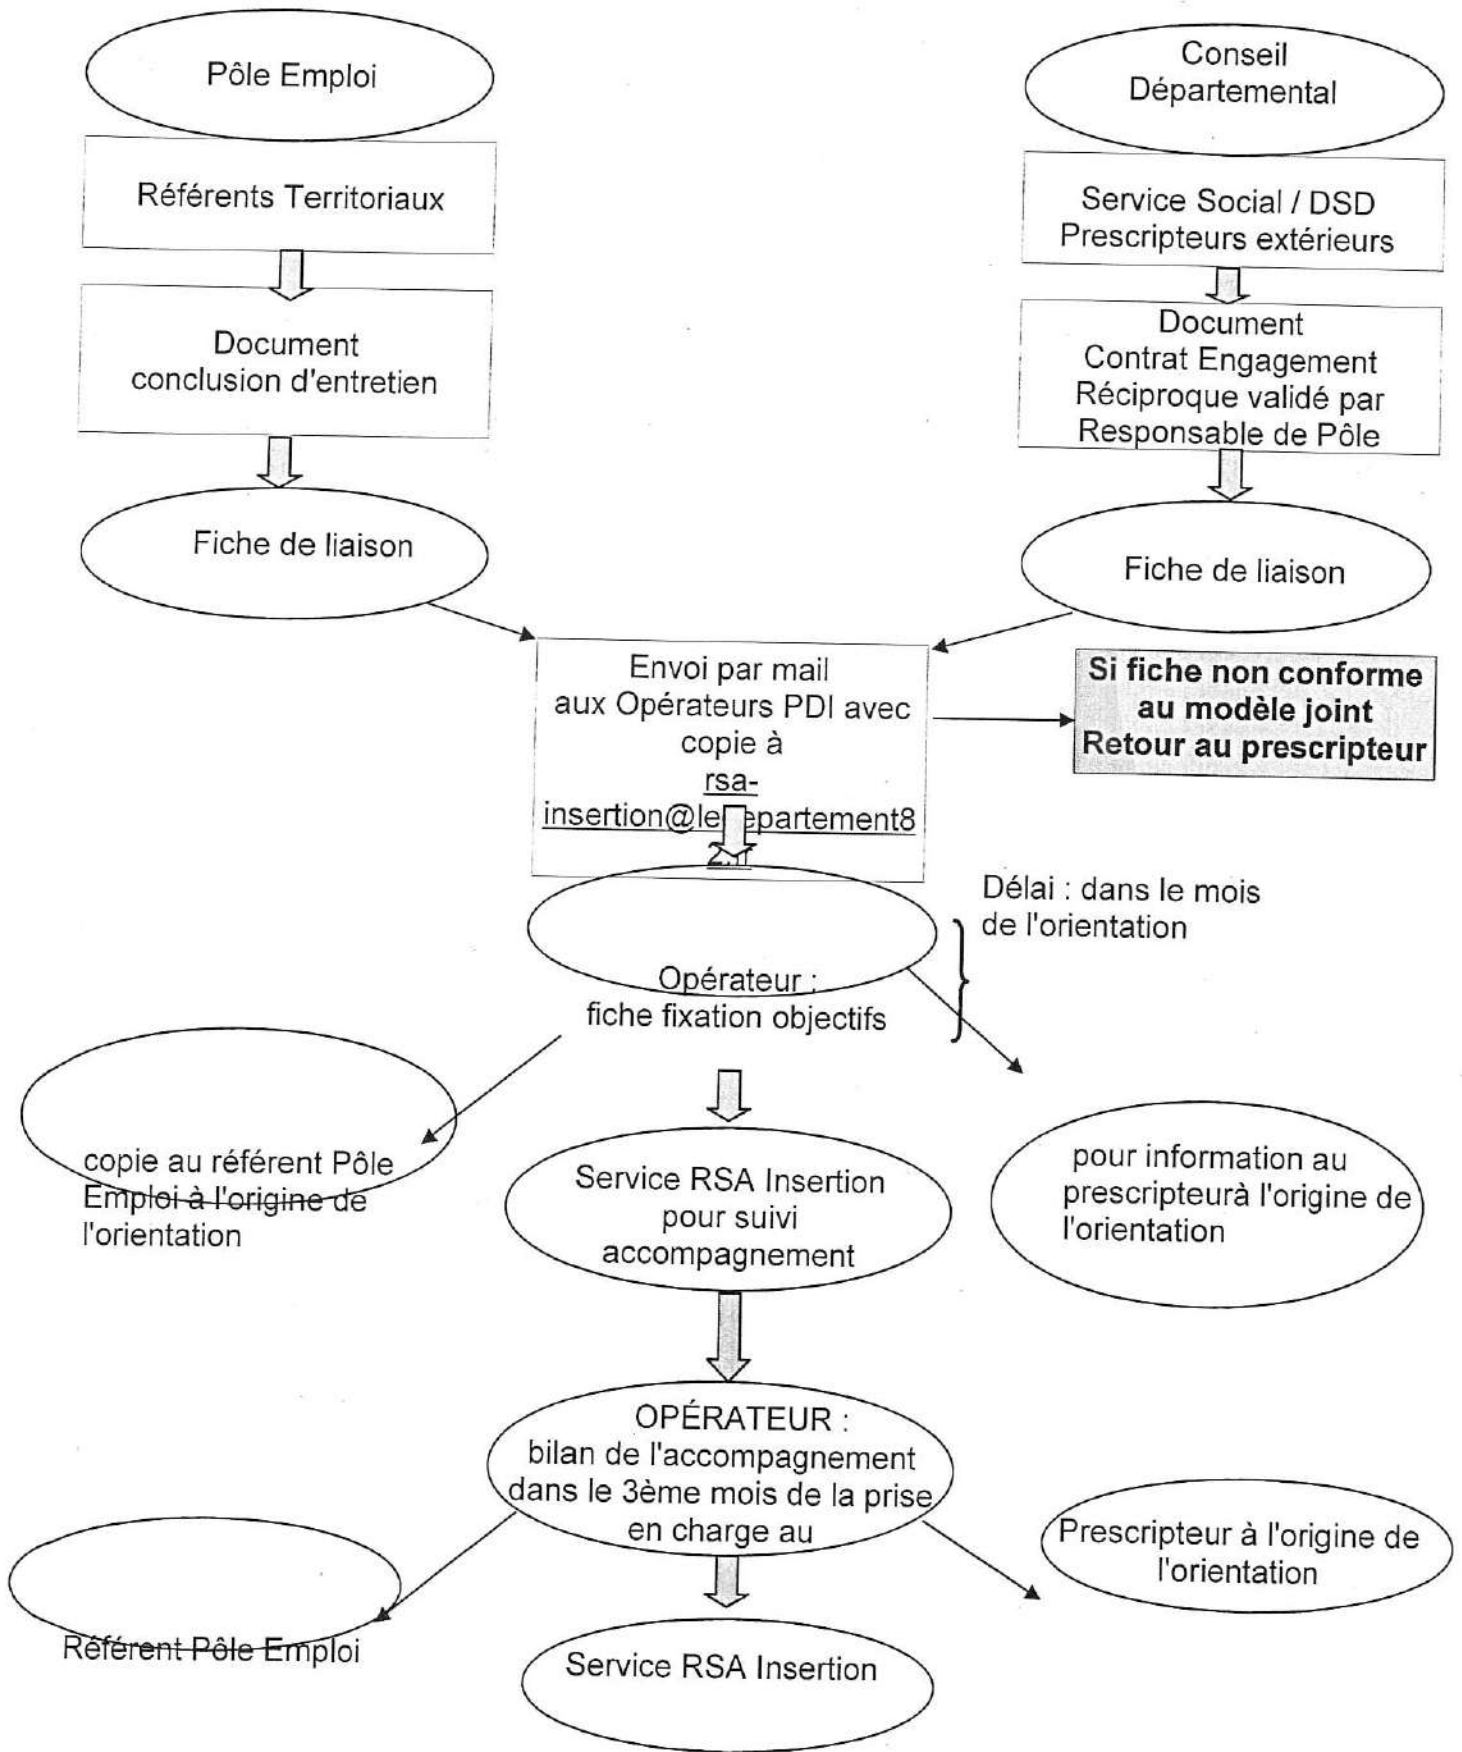 Pôle Emploi
Référents Territoriaux
Document
conclusion d'entretien
Fiche de liaison
Conseil
Départemental
Service Social / DSD
Prescripteurs extérieurs
Document
Contrat Engagement
Réciproque validé par
Responsable de Pôle
Fiche de liaison
Envoi par mail
aux Opérateurs PDI avec
copie à
rsa-
Si fiche non conforme
au modèle joint
Retour au prescripteur
Délai : dans le mois
de l'orientation
Opérateur :
fiche fixation objectifs
copie au référent Pôle
Emploi à l'origine de
l'orientation
Service RSA Insertion
pour suivi
accompagnement
pour information au
prescripteurà l'origine de
l'orientation
OPÉRATEUR :
bilan de l'accompagnement
dans le 3ème mois de la prise
en charge au
Référent Pôle Emploi
Service RSA Insertion
Prescripteur à l'origine de
l'orientation